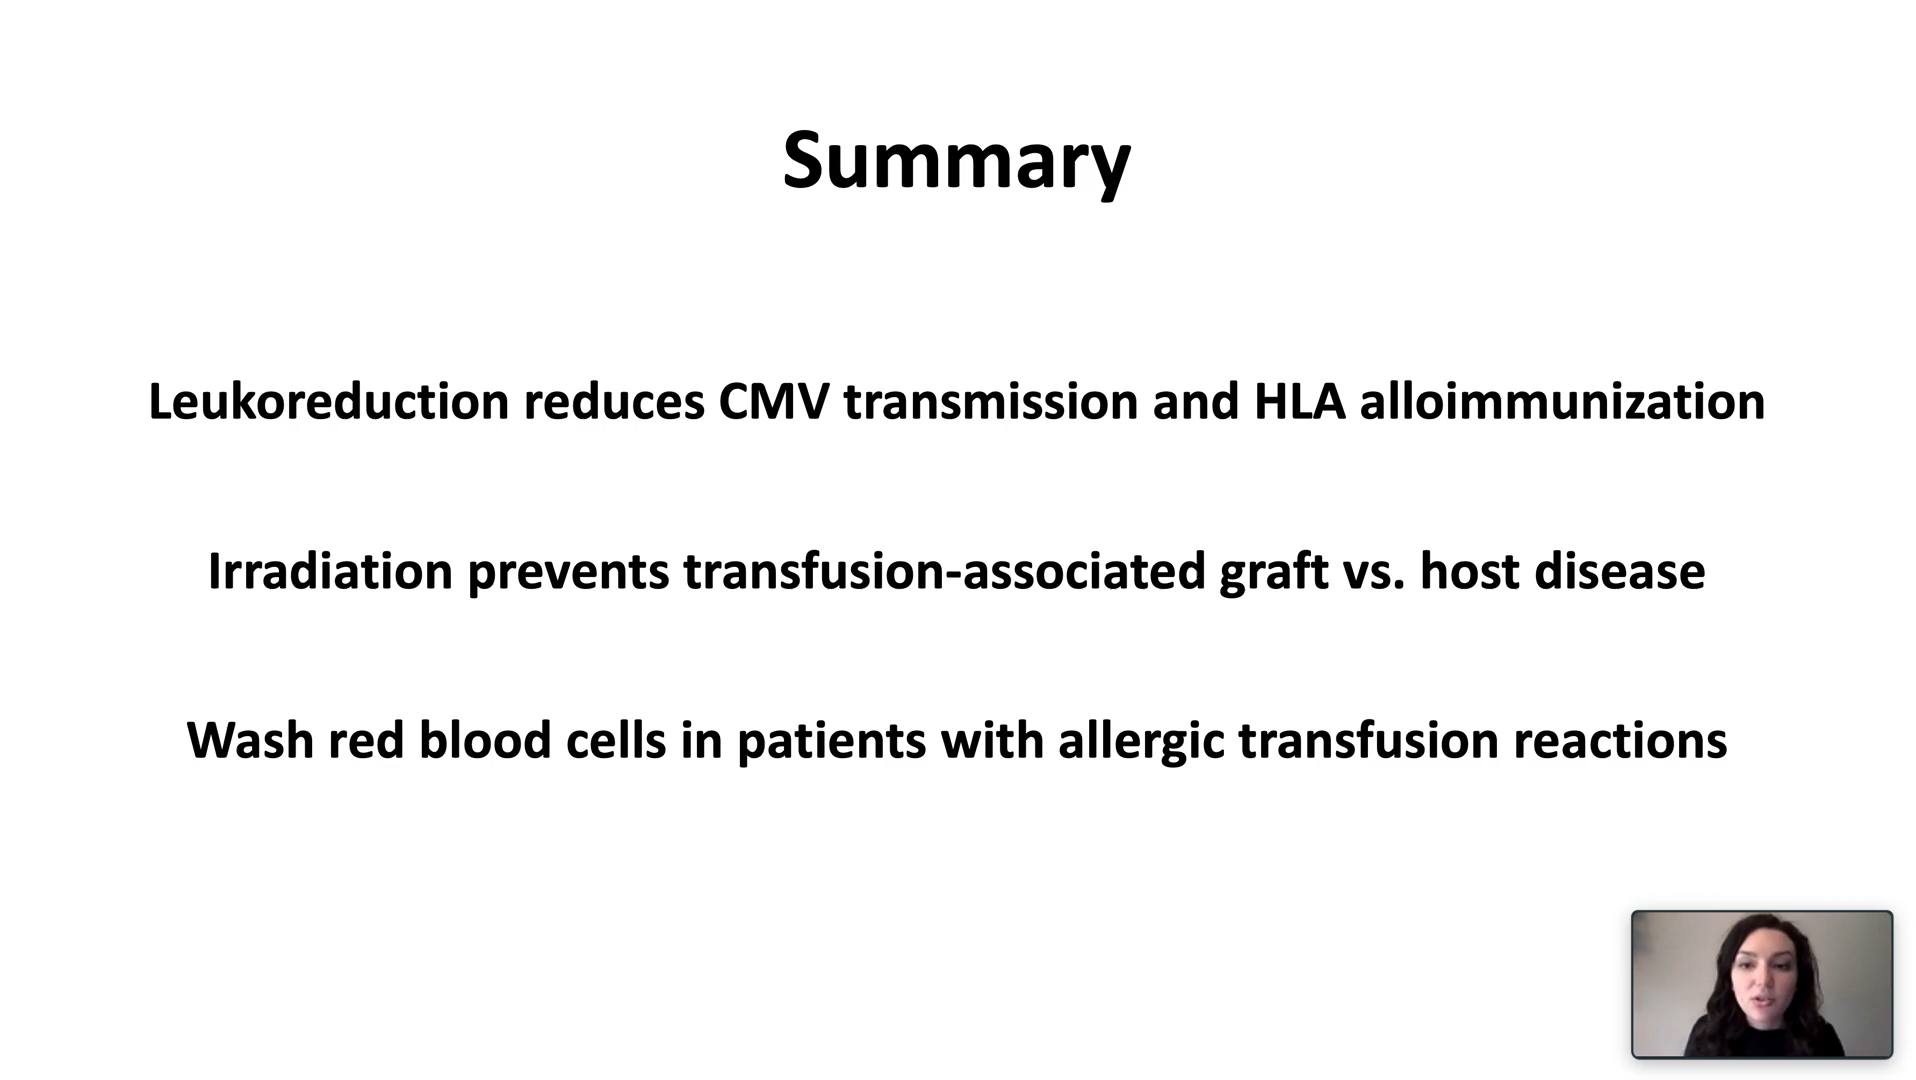 Summary
Leukoreduction reduces CMV transmission and HLA alloimmunization
Irradiation prevents transfusion-associated graft vs. host disease
Wash red blood cells in patients with allergic transfusion reactions